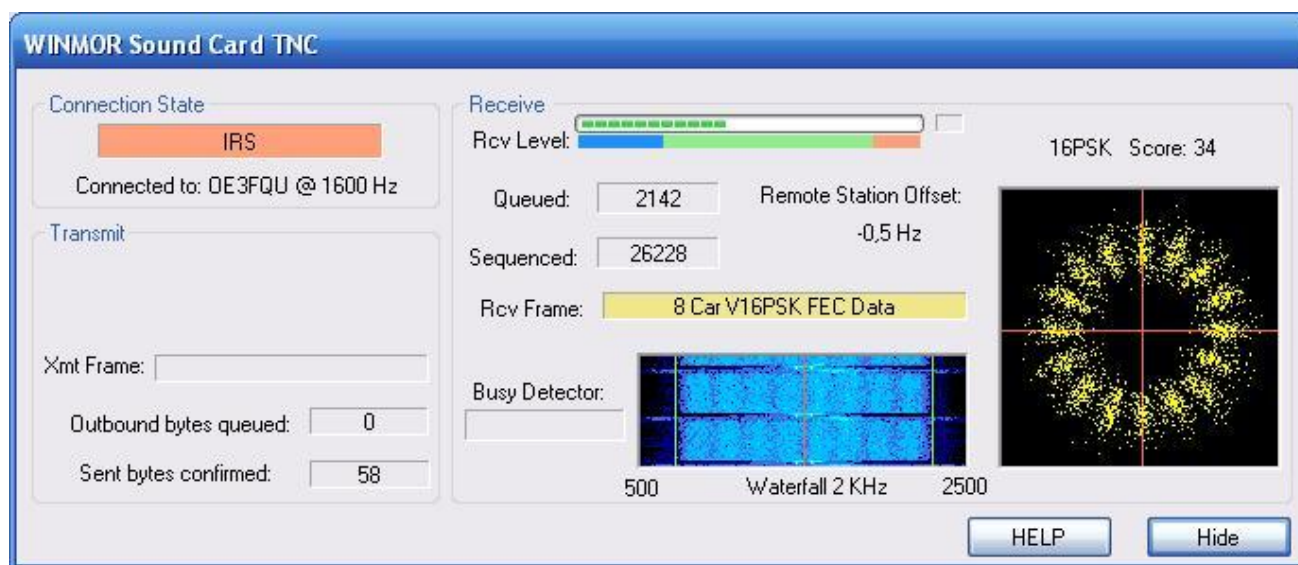 WINMOR Sound Card TNC
Connection State
IRS
Connected to: OE3FQU @ 1600 Hz
Transmit
Xmt Frame:
Outbound bytes queued: 0
Sent bytes confirmed: 58
Receive
Rcv Level:
16PSK Score: 34
Queued: 2142
Remote Station Offset:
-0,5 Hz
Sequenced: 26228
Rcv Frame: 8 Car V16PSK FEC Data
Busy Detector:
500 Waterfall 2 KHz 2500
HELP Hide